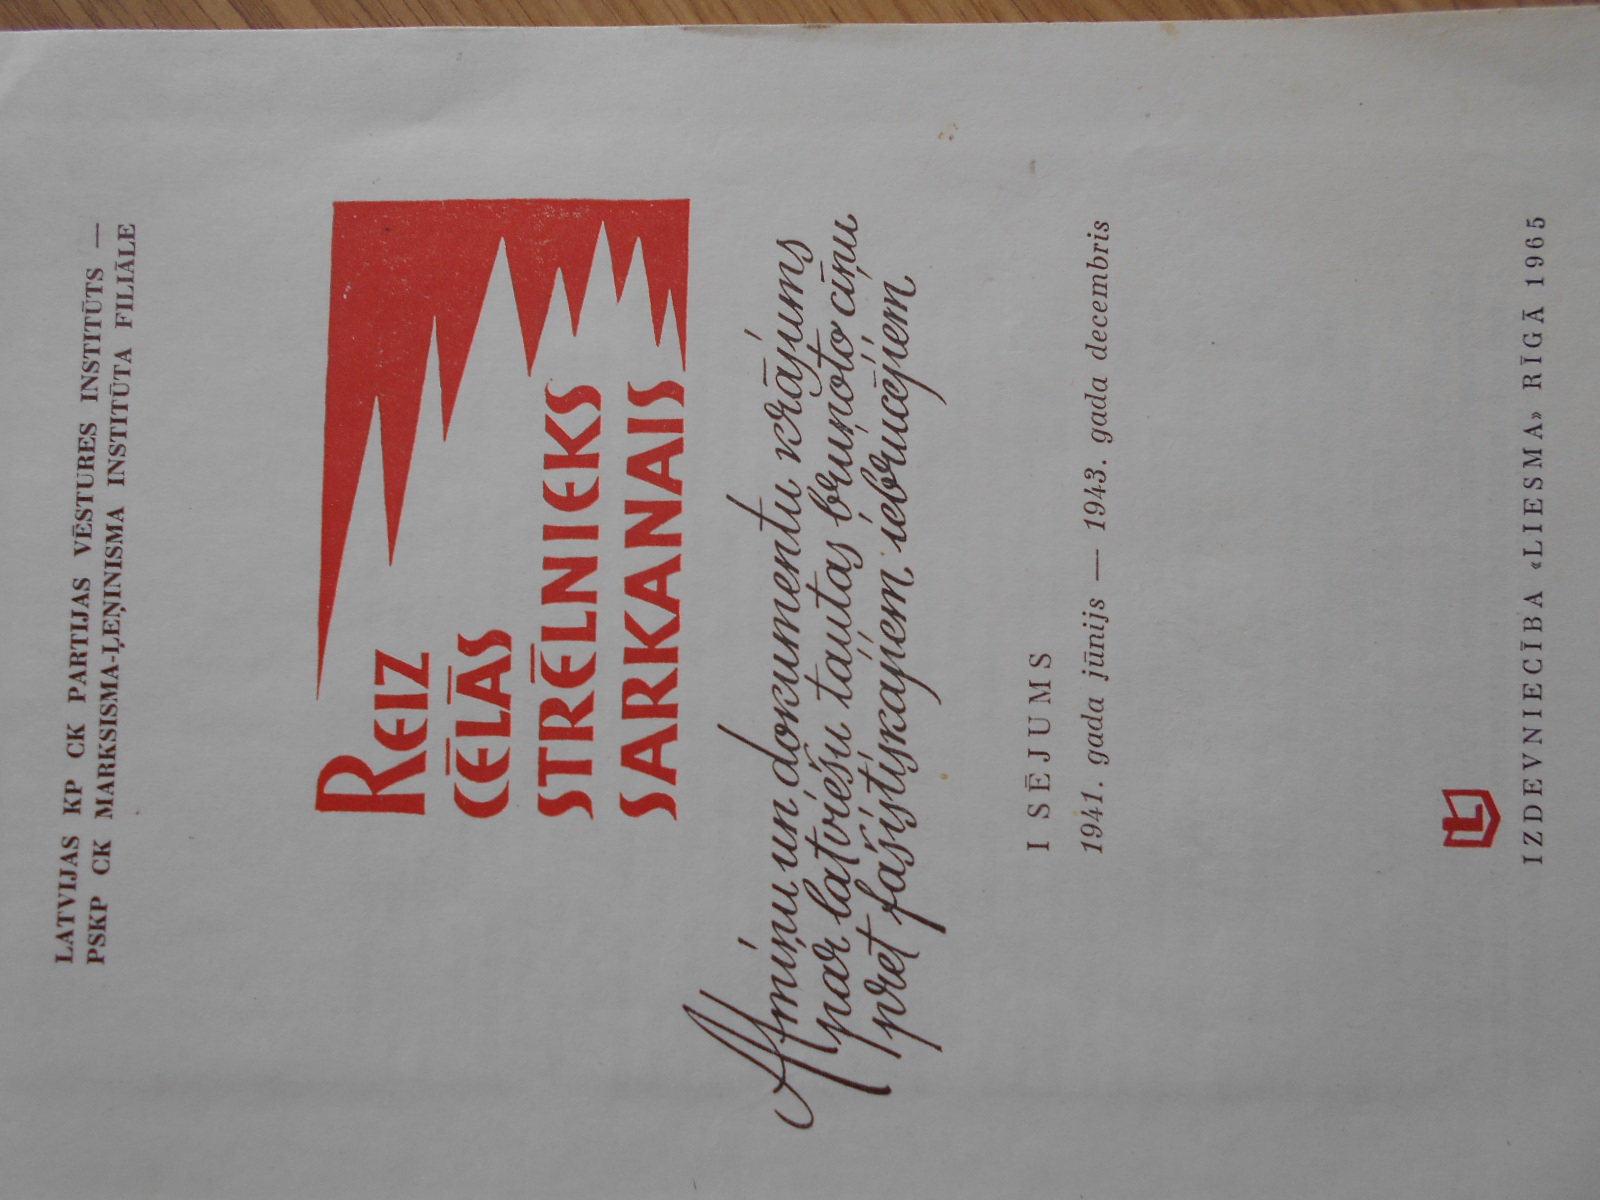 LATVIJAS KP CK PARTIJAS VĒSTURES INSTITŪTS —
PSKP CK MARKSISMA-ĻEŅINISMA INSTITŪTA FILIĀLE
REIZ
CĒLĀS
STRĒLNIEKS
SARKANAIS
Atmiņu un dokumentu krājums
par latviešu tautas bruņoto cīņu
pret fašistiskajiem iebrucējiem
I SĒJUMS
1941. gada jūnijs — 1943. gada decembris
L
IZDEVNIECĪBA «LIESMA» RĪGĀ 1965